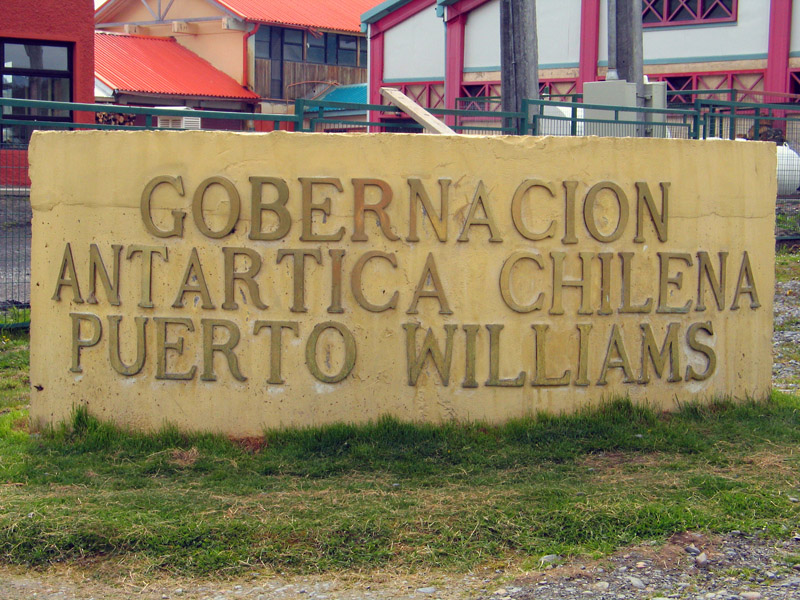 GOBERNACION
ANTARTICA CHILENA
PUERTO WILLIAMS